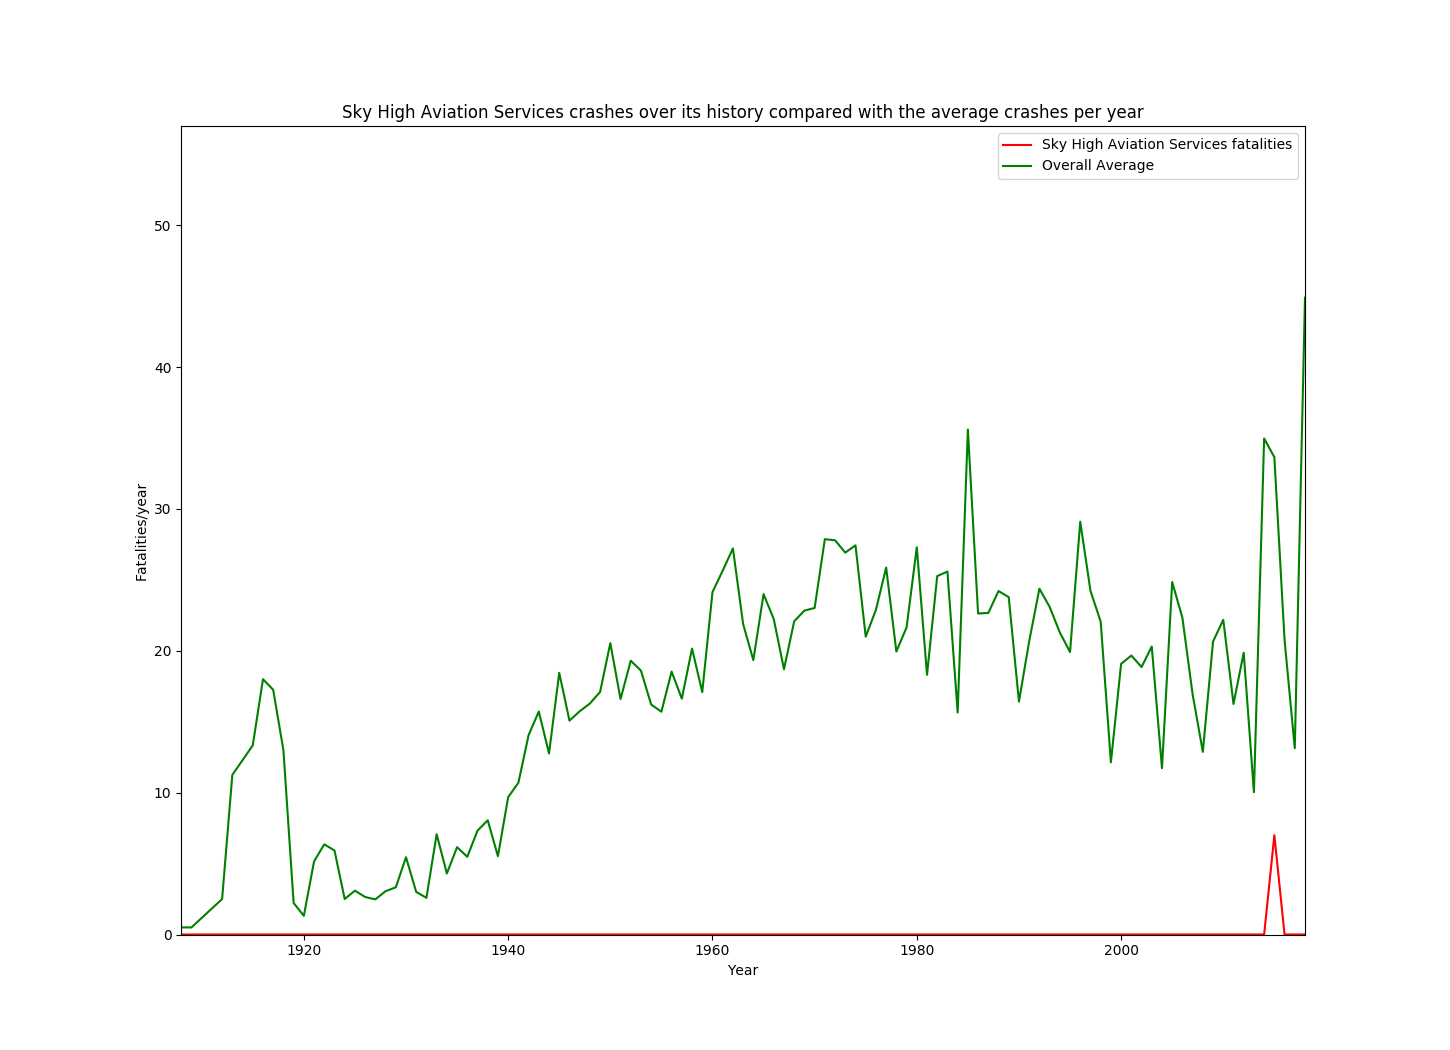 Sky High Aviation Services crashes over its history compared with the average crashes per year
Sky High Aviation Services fatalities
Overall Average
50
40
30
20
10
0
Fatalities/year
1920 1940 1960 1980 2000
Year